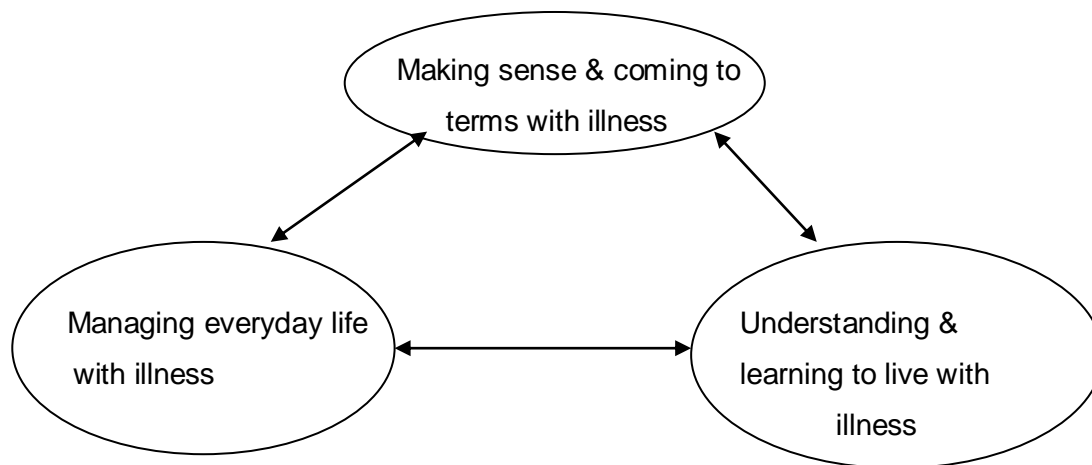 Making sense & coming to
terms with illness
Managing everyday life
with illness
Understanding &
learning to live with
illness